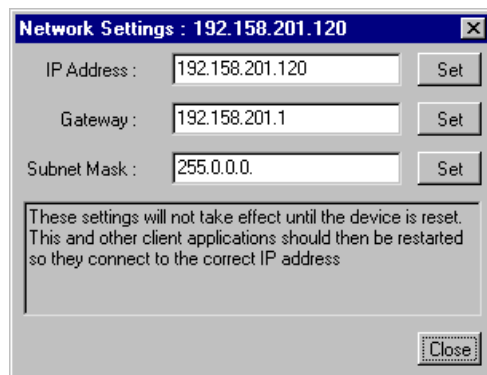 Network Settings : 192.158.201.120
IP Address : 192.158.201.120 Set
Gateway : 192.158.201.1 Set
Subnet Mask : 255.0.0.0. Set
These settings will not take effect until the device is reset.
This and other client applications should then be restarted
so they connect to the correct IP address
Close